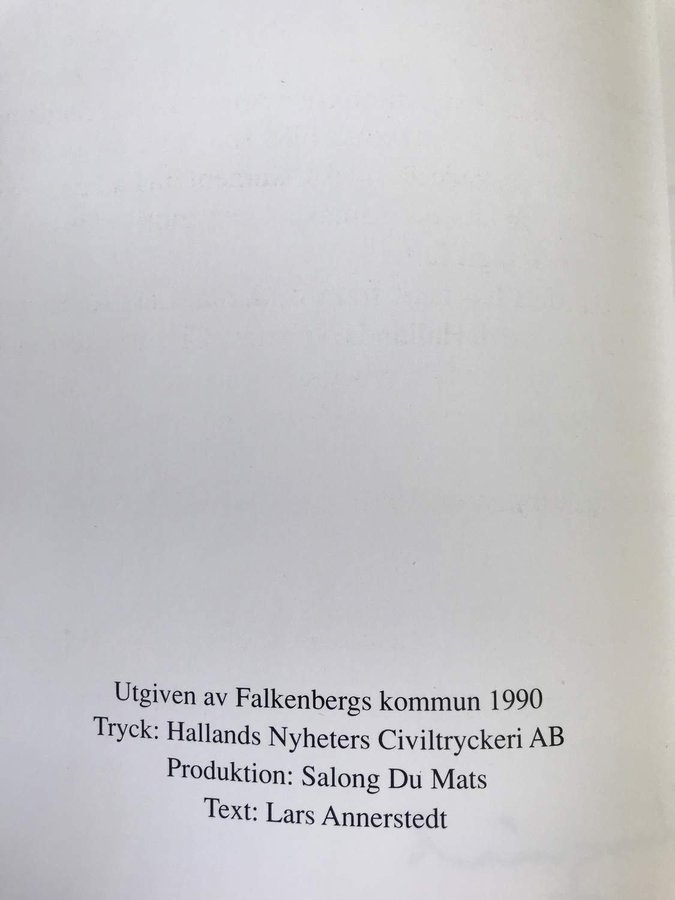 Utgiven av Falkenbergs kommun 1990
Tryck: Hallands Nyheters Civiltryckeri AB
Produktion: Salong Du Mats
Text: Lars Annerstedt